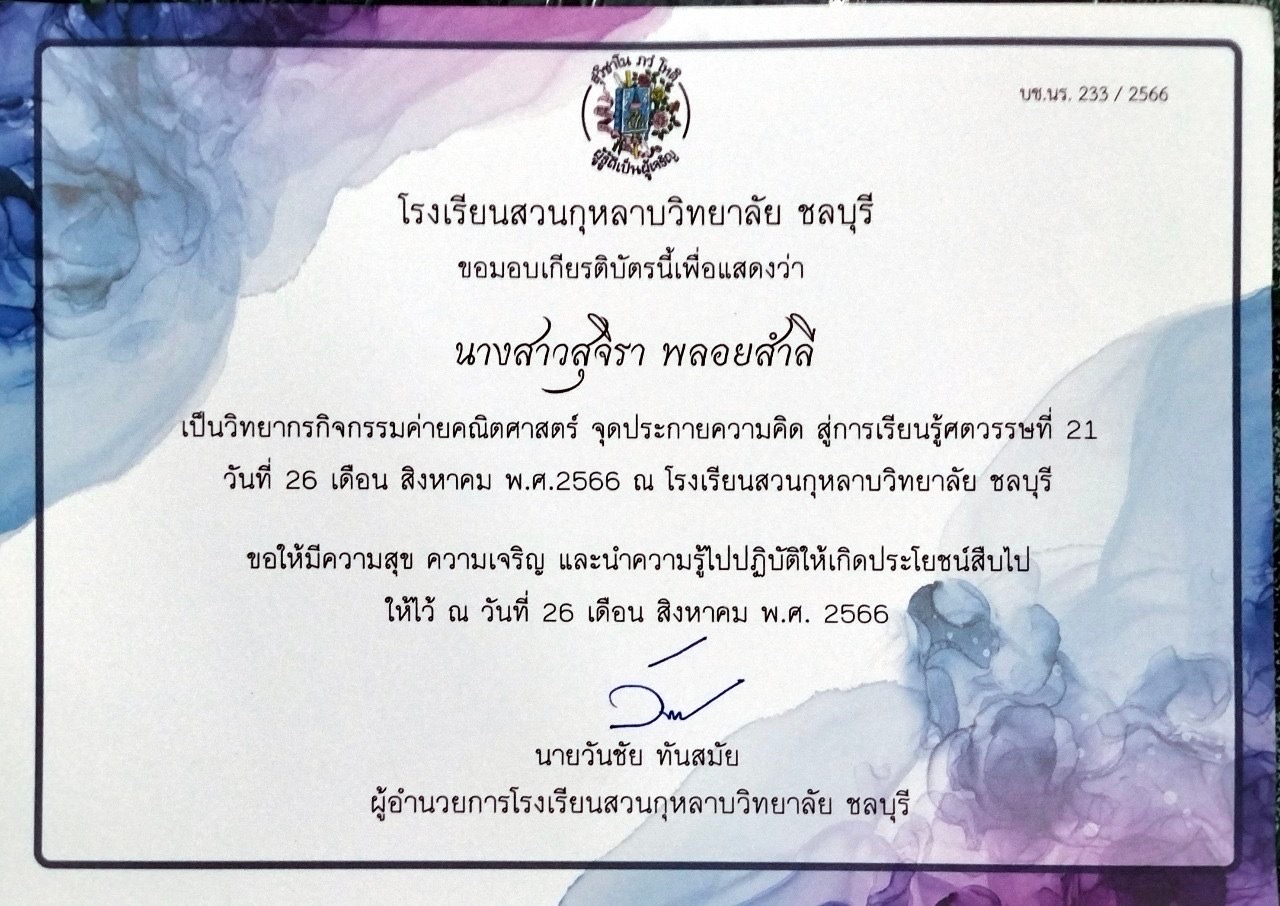 สุวิชาโน ภวํ โหติ
บช.นร. 233 / 2566
ผู้รู้ดีเป็นผู้เจริญ
โรงเรียนสวนกุหลาบวิทยาลัย ชลบุรี
ขอมอบเกียรติบัตรนี้เพื่อแสดงว่า
นางสาวสุจิรา พลอยสำลี
เป็นวิทยากรกิจกรรมค่ายคณิตศาสตร์ จุดประกายความคิด สู่การเรียนรู้ศตวรรษที่ 21
วันที่ 26 เดือน สิงหาคม พ.ศ.2566 ณ โรงเรียนสวนกุหลาบวิทยาลัย ชลบุรี
ขอให้มีความสุข ความเจริญ และนำความรู้ไปปฏิบัติให้เกิดประโยชน์สืบไป
ให้ไว้ ณ วันที่ 26 เดือน สิงหาคม พ.ศ. 2566
นายวันชัย ทันสมัย
ผู้อำนวยการโรงเรียนสวนกุหลาบวิทยาลัย ชลบุรี